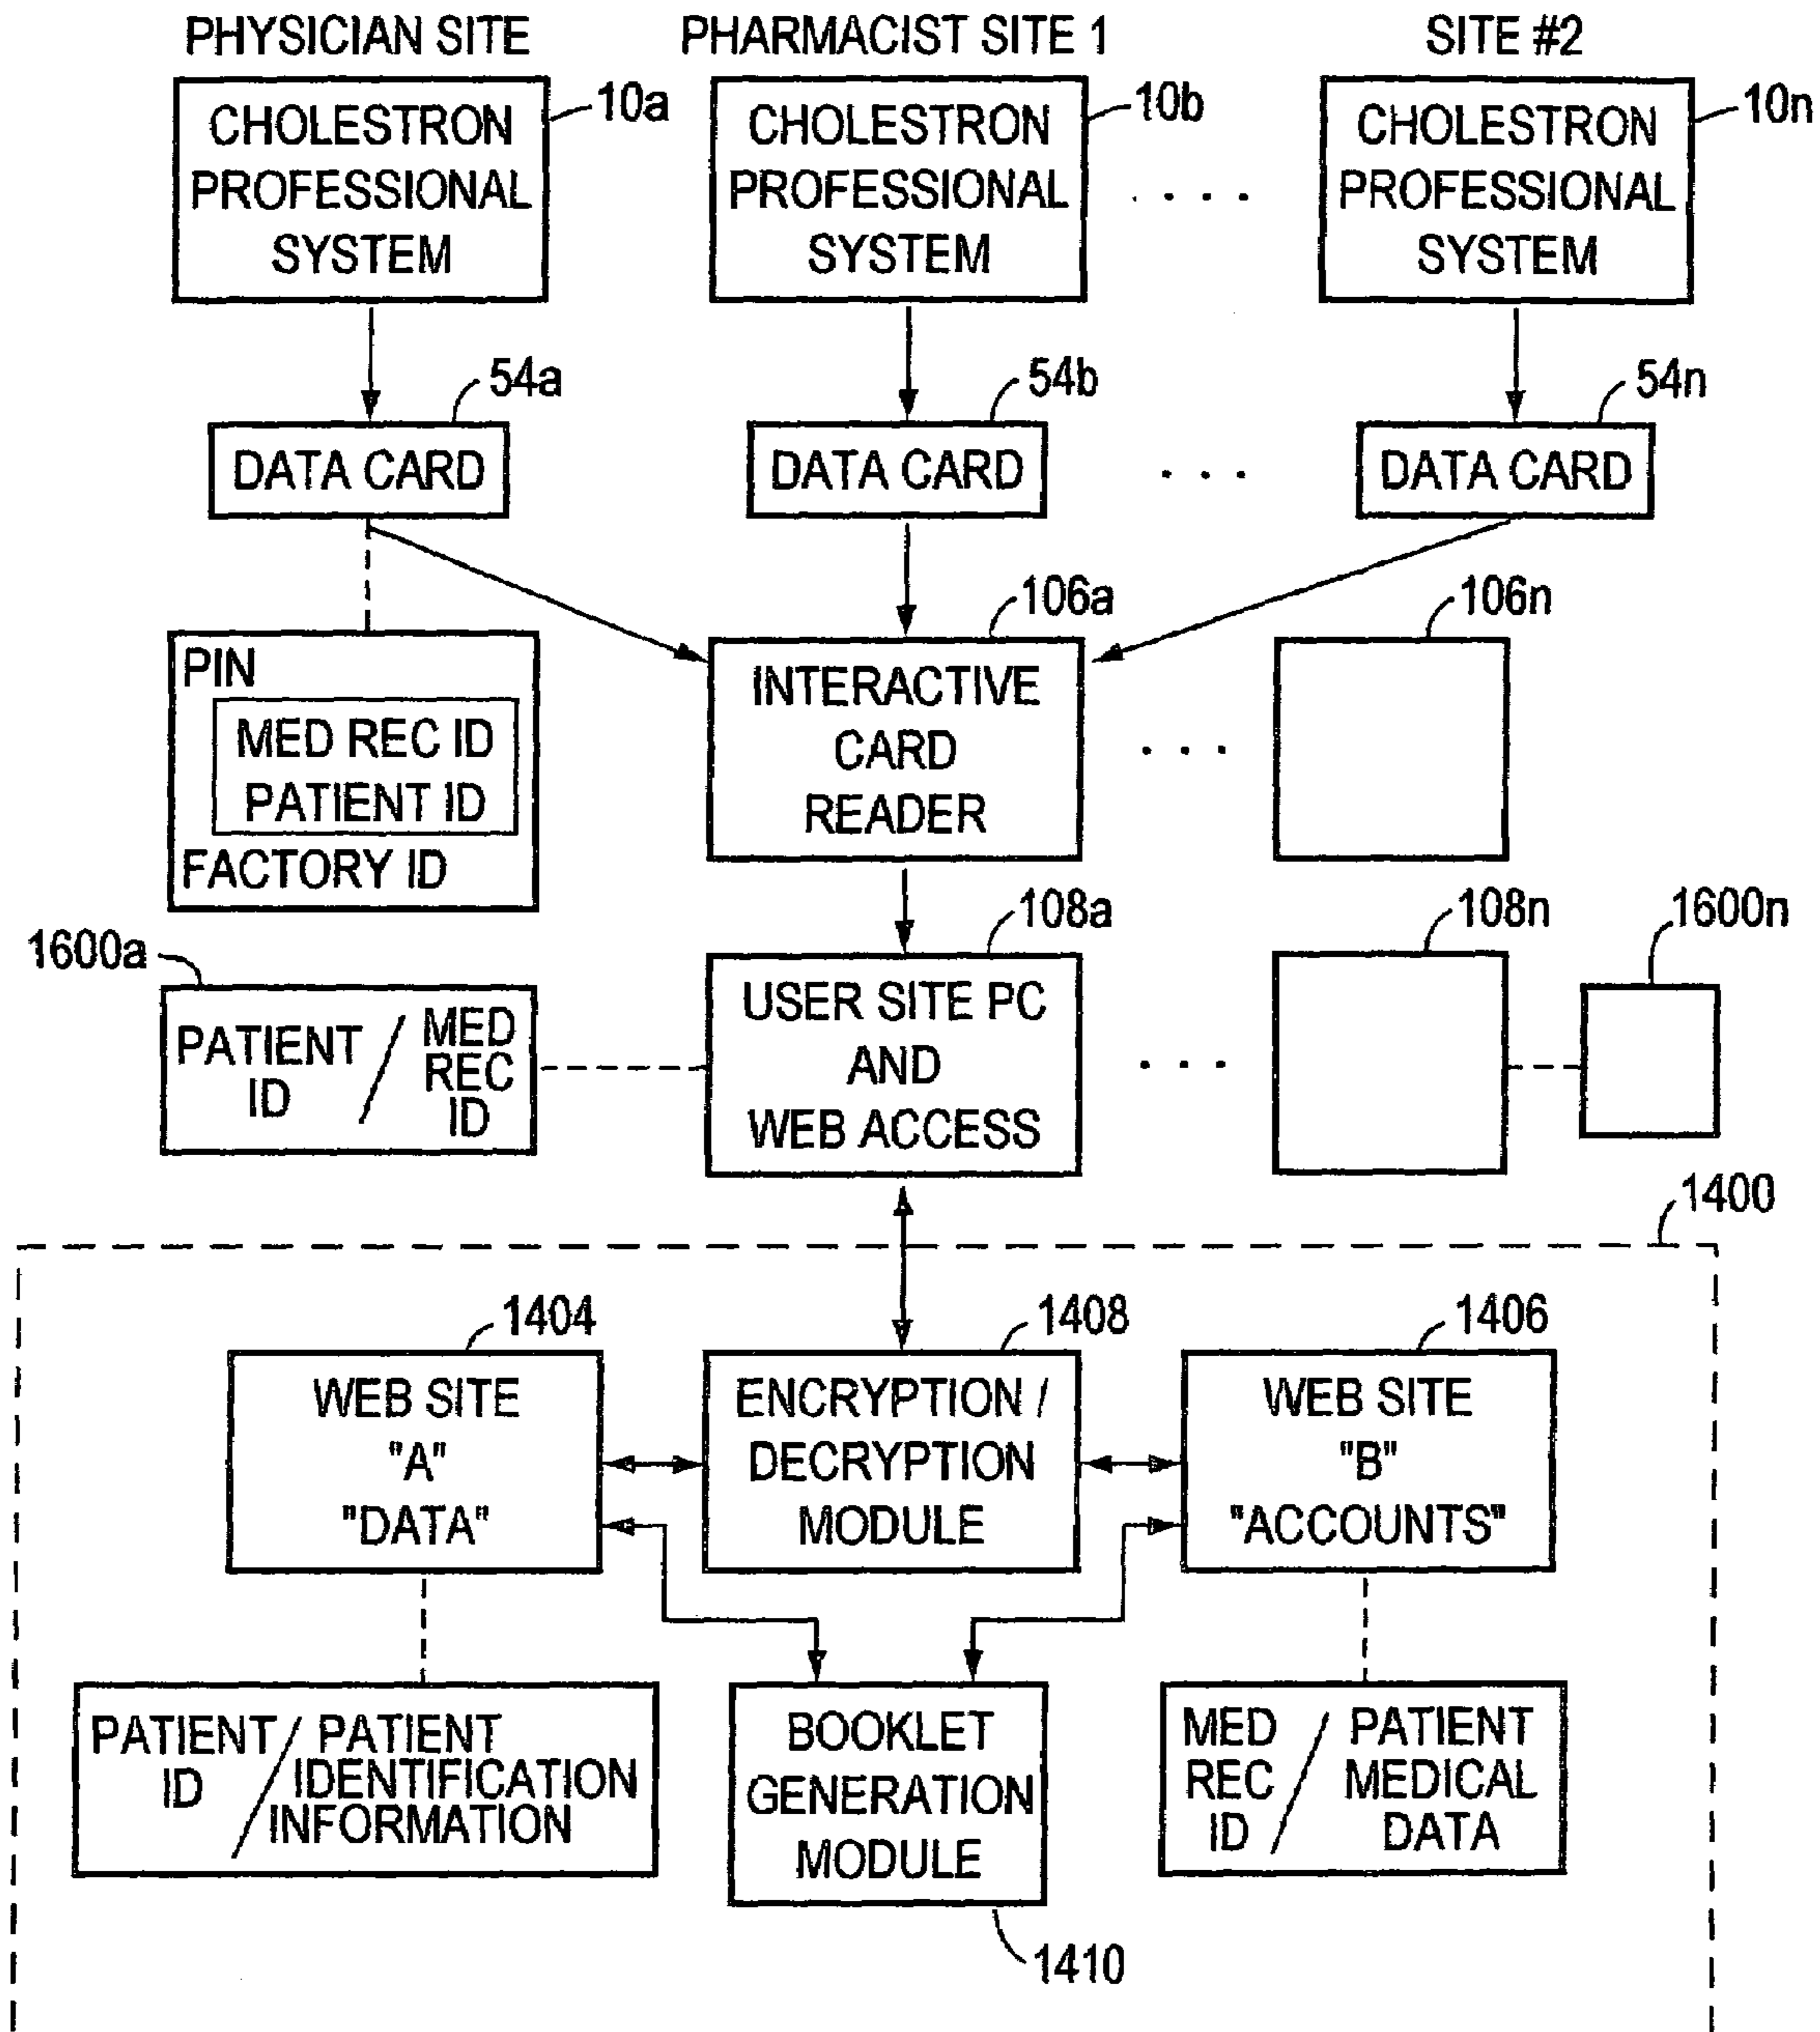 PHYSICIAN SITE
PHARMACIST SITE 1
SITE #2
10a
10b
10n
CHOLESTRON
PROFESSIONAL
SYSTEM
CHOLESTRON
PROFESSIONAL
SYSTEM
. . . .
CHOLESTRON
PROFESSIONAL
SYSTEM
54a
54b
54n
DATA CARD
DATA CARD
. . .
DATA CARD
106a
106n
PIN
MED REC ID
PATIENT ID
FACTORY ID
INTERACTIVE
CARD
READER
. . .
108a
108n
1600n
1600a
PATIENT
ID
/
MED
REC
ID
USER SITE PC
AND
WEB ACCESS
. . .
1400
1404
1408
1406
WEB SITE
"A"
"DATA"
ENCRYPTION /
DECRYPTION
MODULE
WEB SITE
"B"
"ACCOUNTS"
PATIENT
ID
/
PATIENT
IDENTIFICATION
INFORMATION
BOOKLET
GENERATION
MODULE
MED
REC
ID
/
PATIENT
MEDICAL
DATA
1410